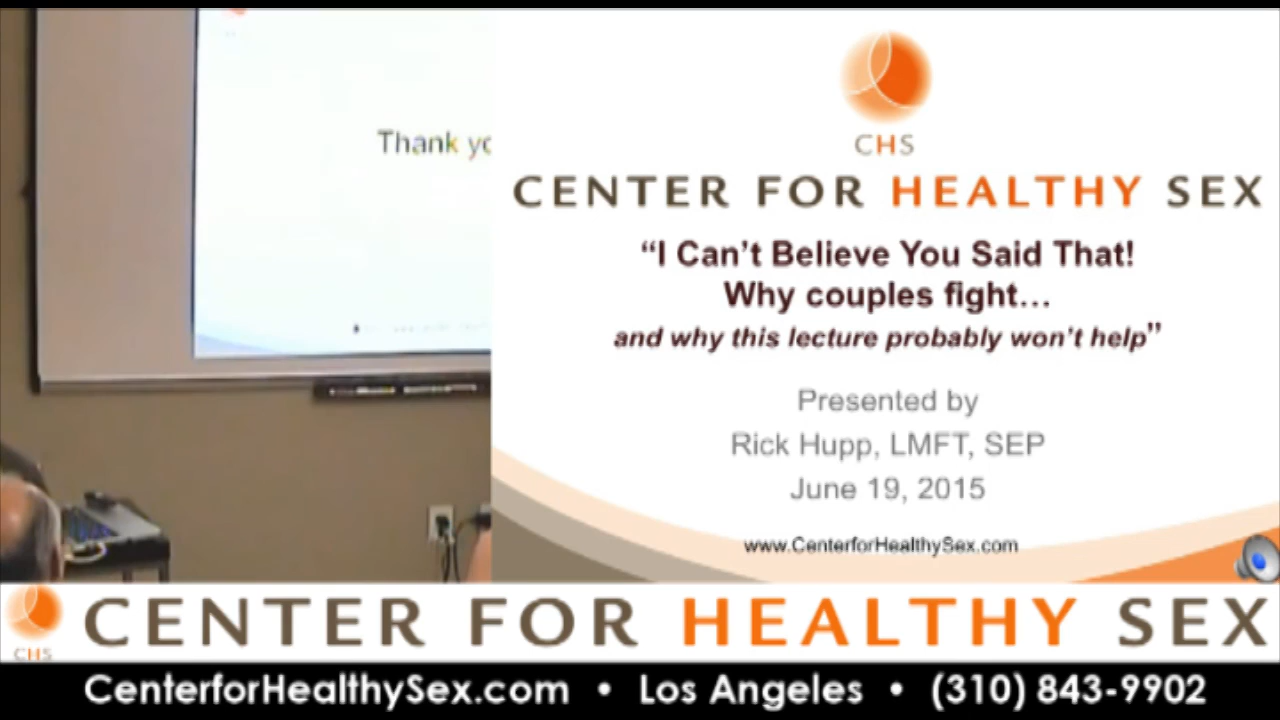 Thank yo
CHS
CENTER FOR HEALTHY SEX
“I Can’t Believe You Said That!
Why couples fight…
and why this lecture probably won’t help”
Presented by
Rick Hupp, LMFT, SEP
June 19, 2015
www.CenterforHealthySex.com
CENTER FOR HEALTHY SEX
CHS
CenterforHealthySex.com • Los Angeles • (310) 843-9902